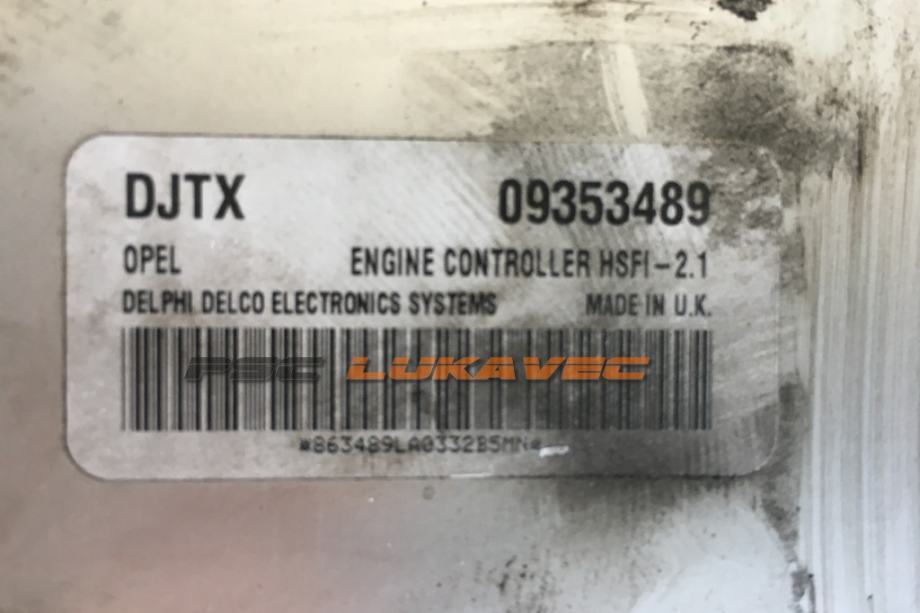 DJTX 09353489
OPEL ENGINE CONTROLLER HSFI-2.1
DELPHI DELCO ELECTRONICS SYSTEMS MADE IN U.K.
PSC LUKAVEC
*863489LA0332B5MN*